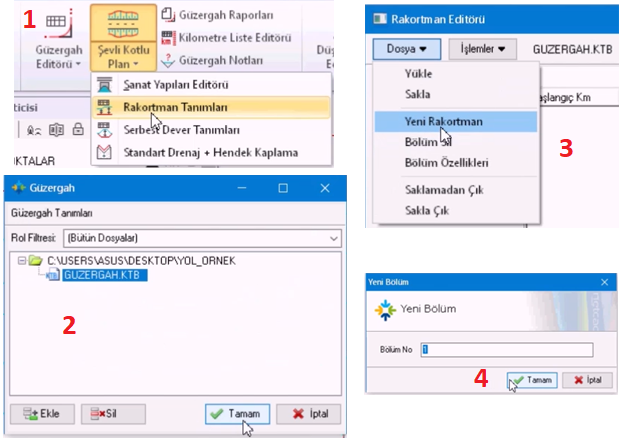 1
Güzergah
Editörü
Şevli Kotlu
Plan
Güzergah Raporları
Kilometre Liste Editörü
Güzergah Notları
Sanat Yapıları Editörü
Rakortman Tanımları
Serbest Dever Tanımları
Standart Drenaj + Hendek Kaplama
Güzergah
Güzergah Tanımları
Rol Filtresi: (Bütün Dosyalar)
C:\USERS\ASUS\DESKTOP\YOL_ORNEK
GUZERGAH.KTB
2
Ekle
Sil
Tamam
İptal
Rakortman Editörü
Dosya
İşlemler
GUZERGAH.KTB
Yükle
Sakla
Yeni Rakortman
Bölüm Sil
Bölüm Özellikleri
Saklamadan Çık
Sakla Çık
aşlangıç Km
3
Yeni Bölüm
Yeni Bölüm
Bölüm No 1
4
Tamam
İptal